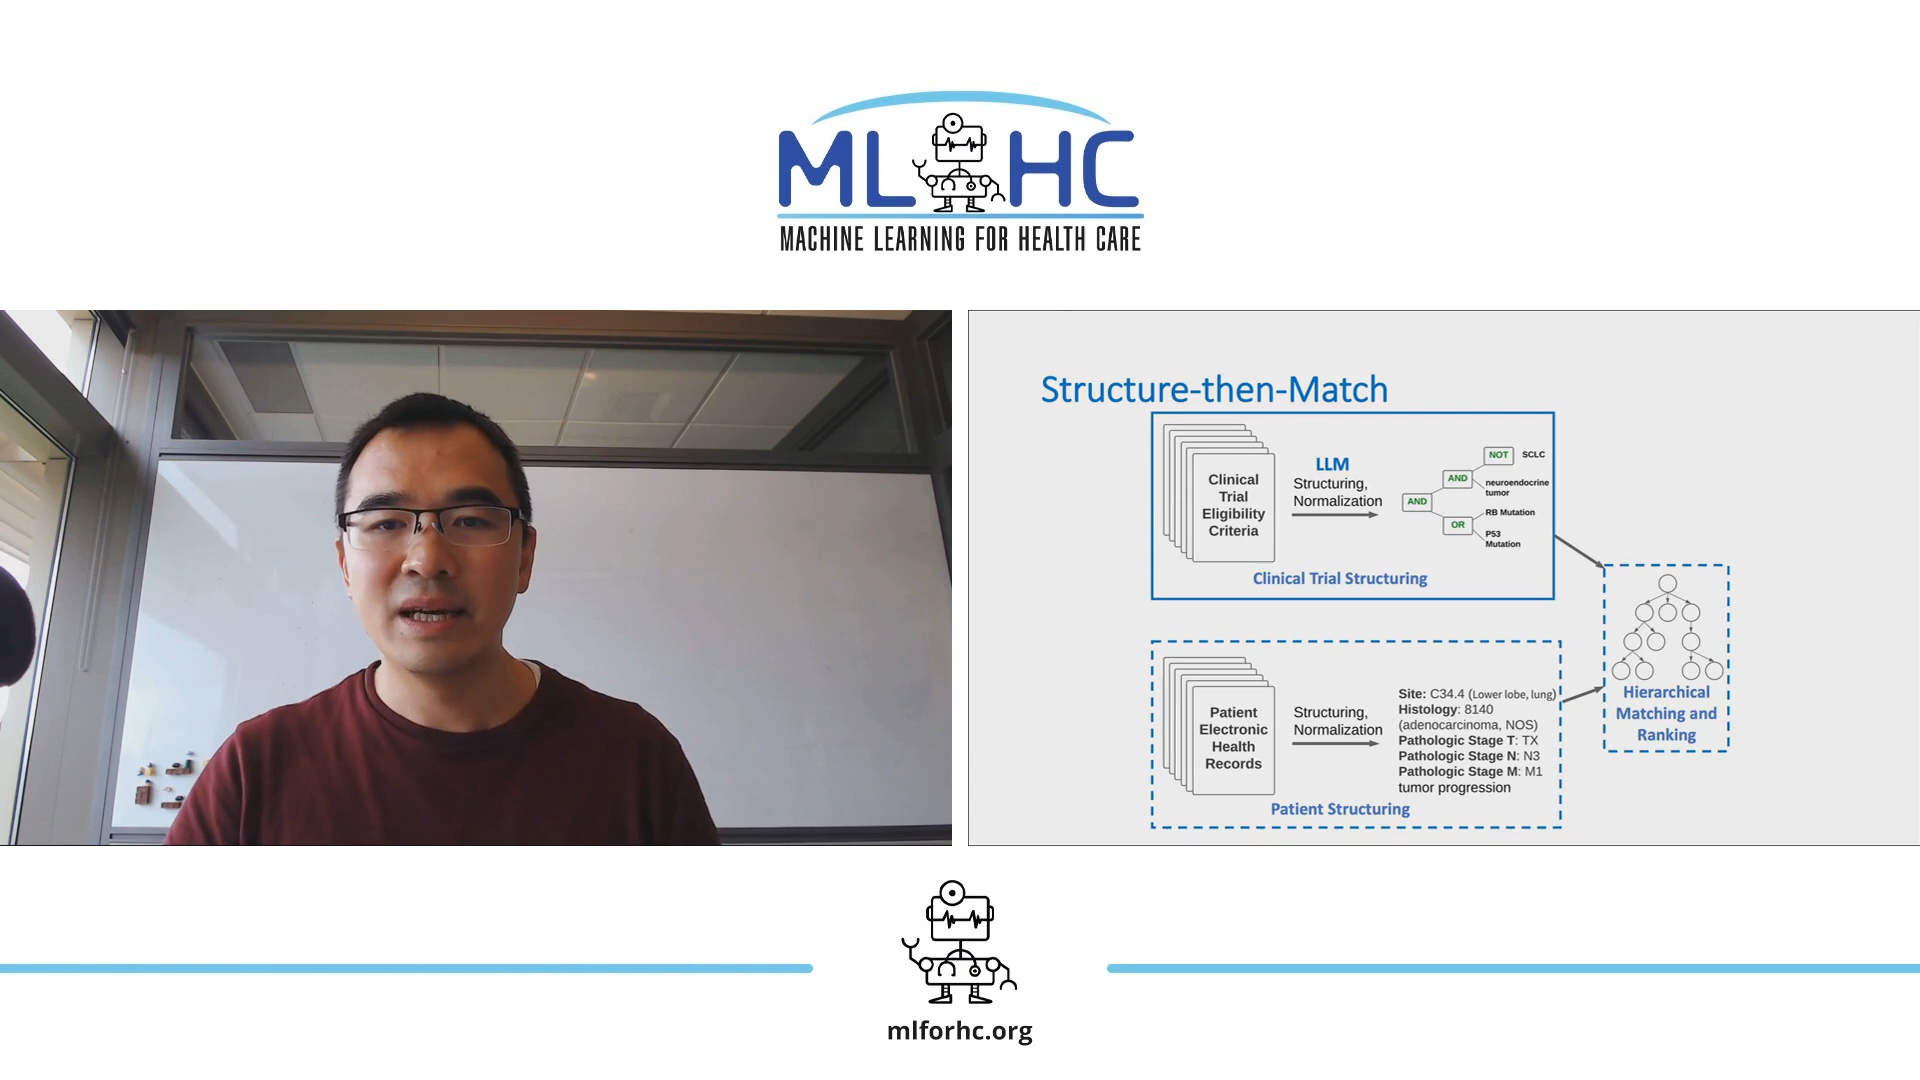 ML HC
MACHINE LEARNING FOR HEALTH CARE
Structure-then-Match
Clinical
Trial
Eligibility
Criteria
LLM
Structuring,
Normalization
NOT
SCLC
AND
neuroendocrine
tumor
AND
RB Mutation
OR
P53
Mutation
Clinical Trial Structuring
Patient
Electronic
Health
Records
Structuring,
Normalization
Site: C34.4 (Lower lobe, lung)
Histology: 8140
(adenocarcinoma, NOS)
Pathologic Stage T: TX
Pathologic Stage N: N3
Pathologic Stage M: M1
tumor progression
Patient Structuring
Hierarchical
Matching and
Ranking
mlforhc.org